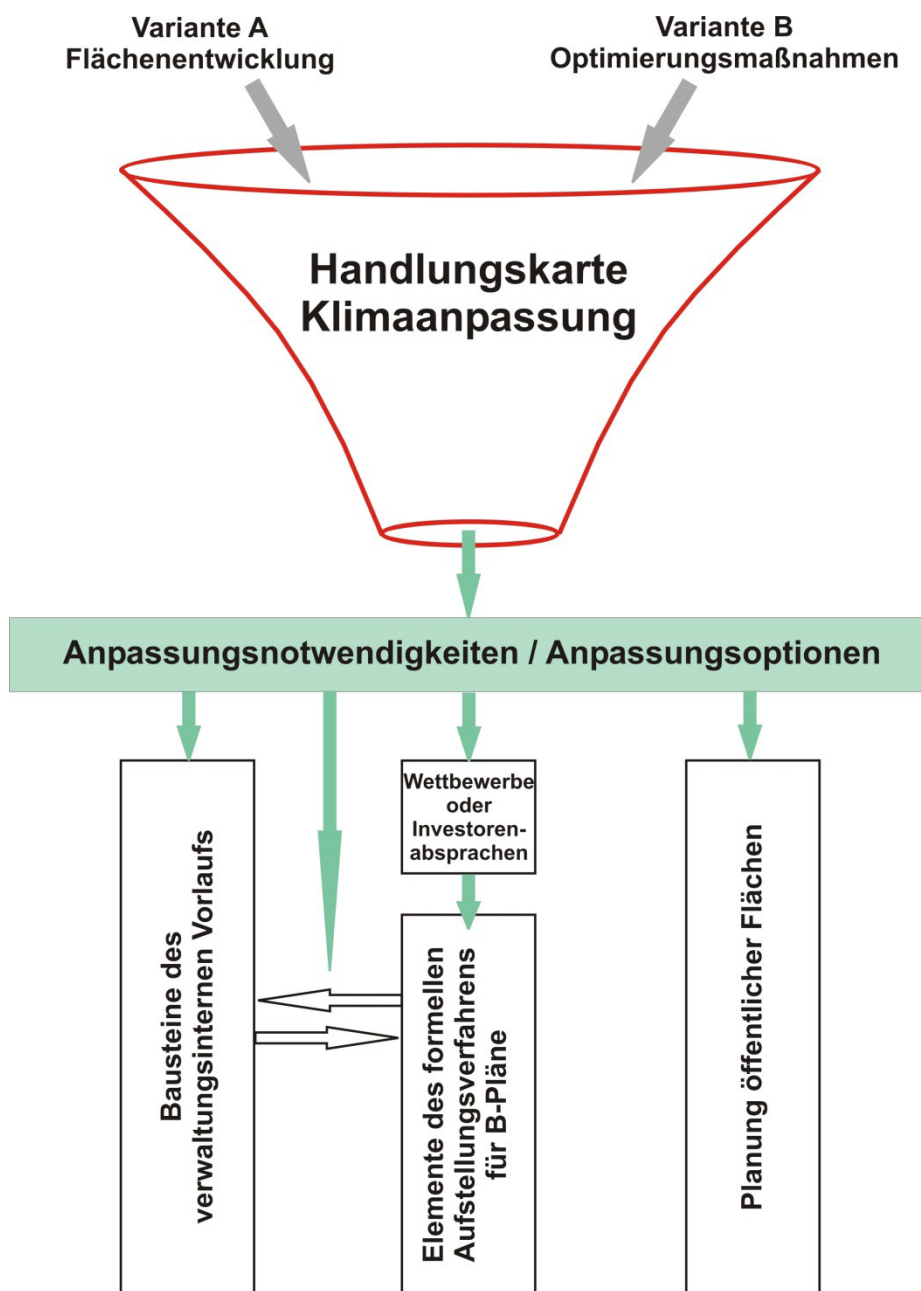 Variante A
Flächenentwicklung
Variante B
Optimierungsmaßnahmen
Handlungskarte
Klimaanpassung
Anpassungsnotwendigkeiten / Anpassungsoptionen
Bausteine des
verwaltungsinternen Vorlaufs
Wettbewerbe
oder
Investoren-
absprachen
Elemente des formellen
Aufstellungsverfahrens
für B-Pläne
Planung öffentlicher Flächen